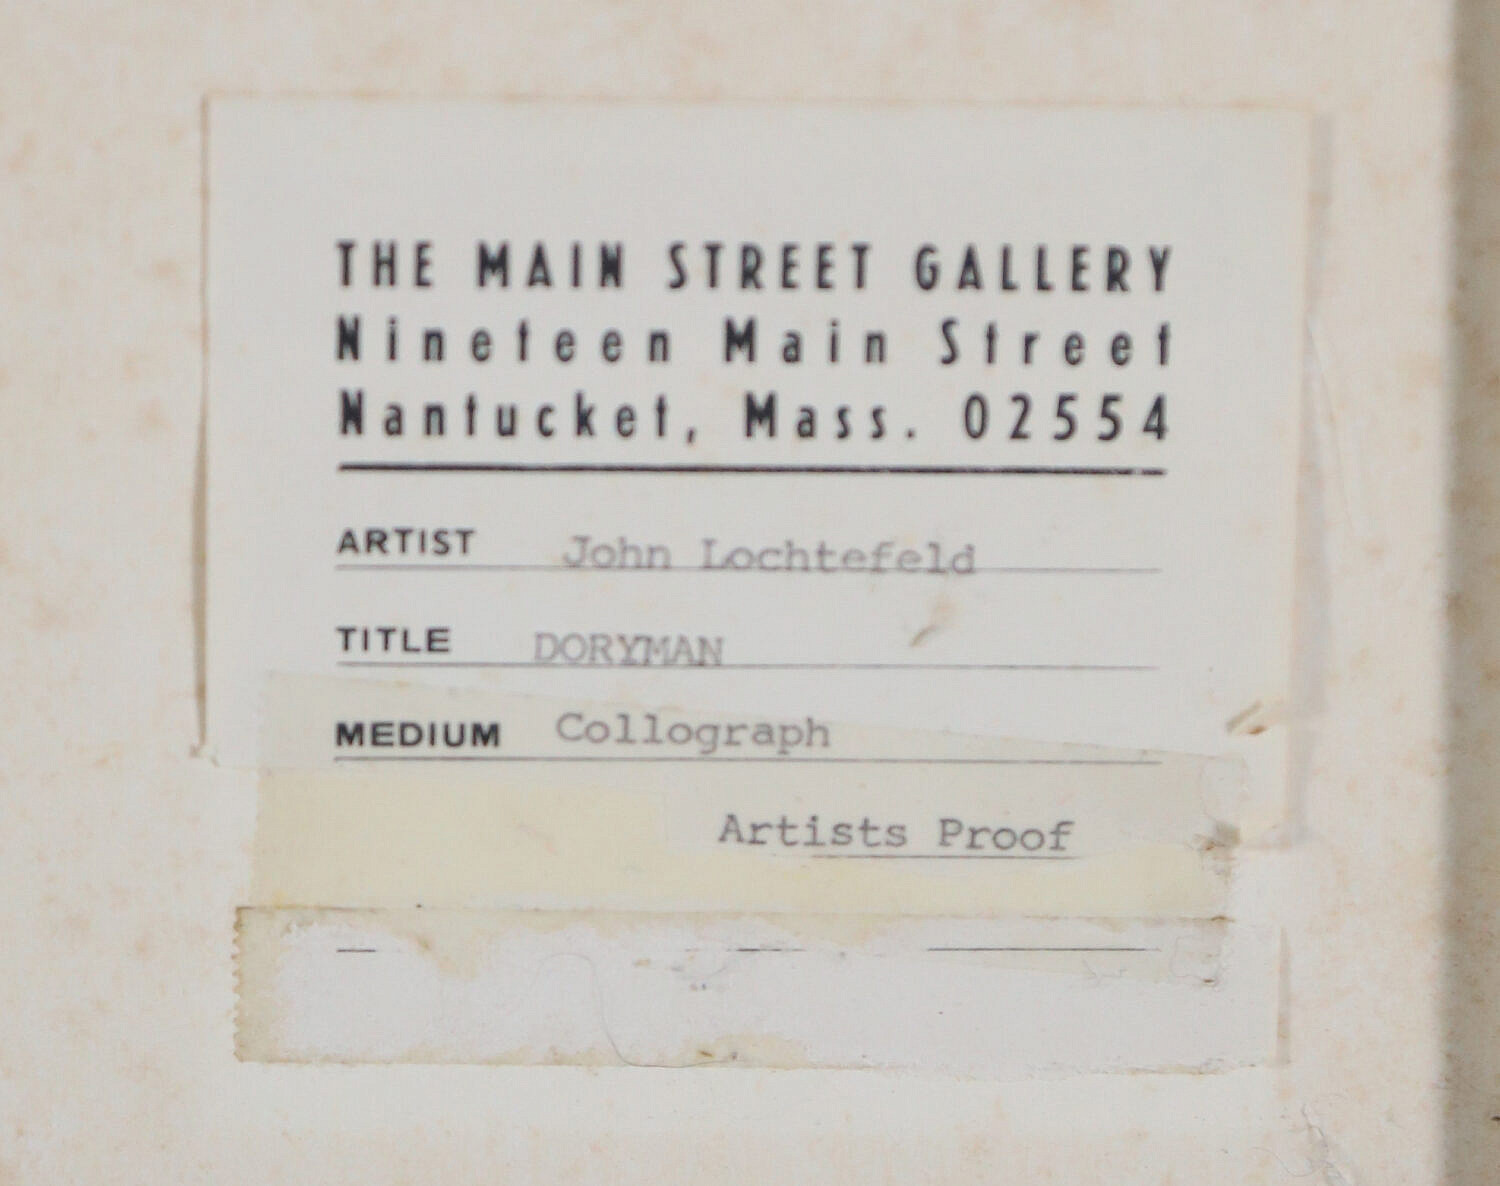 THE MAIN STREET GALLERY
Nineteen Main Street
Nantucket, Mass. 02554
ARTIST John Lochtefeld
TITLE DORYMAN
MEDIUM Collograph
Artists Proof